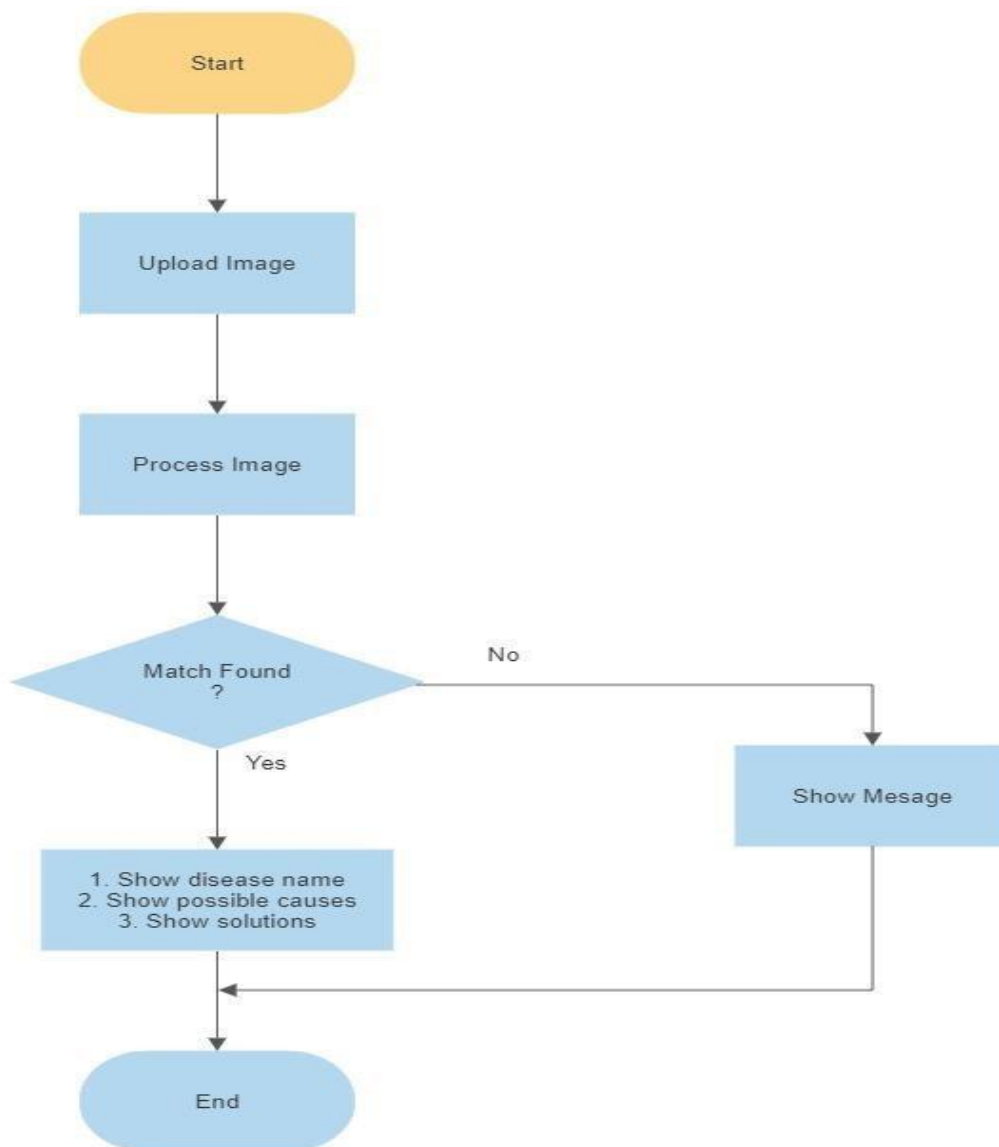 Start
Upload Image
Process Image
Match Found
?
No
Yes
Show Mesage
1. Show disease name
2. Show possible causes
3. Show solutions
End